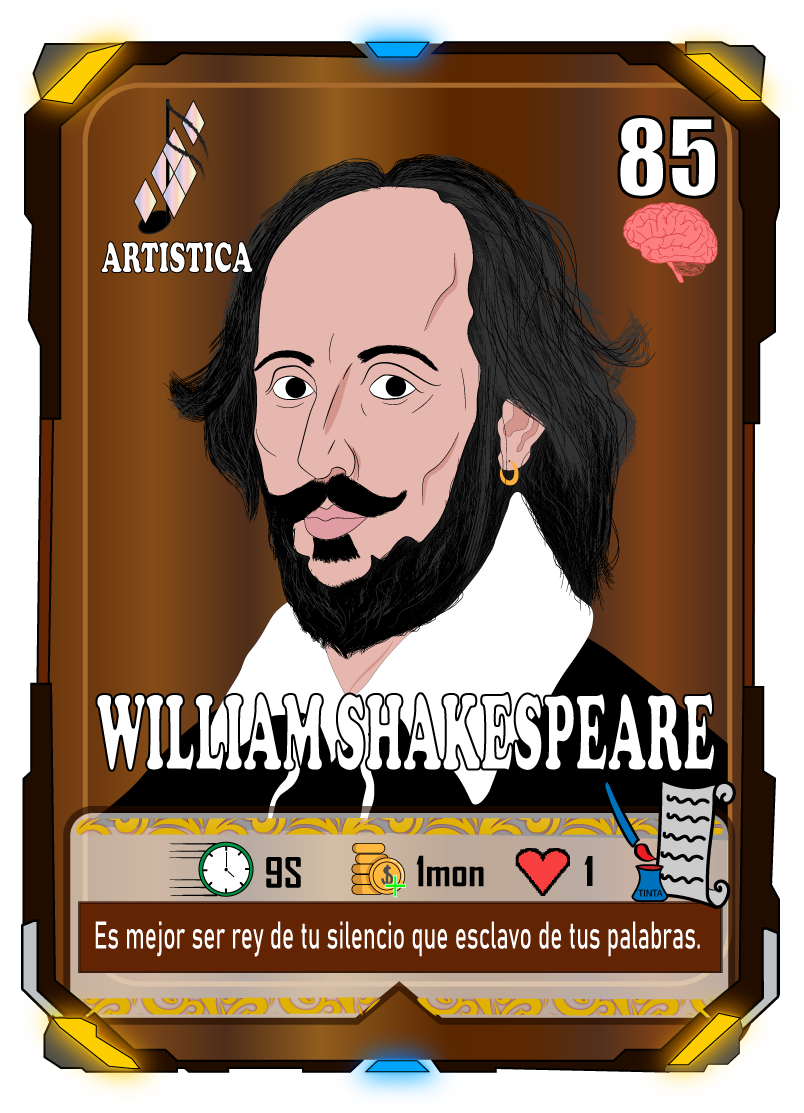 85
ARTISTICA
WILLIAM SHAKESPEARE
9S 1mon 1
TINTA
Es mejor ser rey de tu silencio que esclavo de tus palabras.